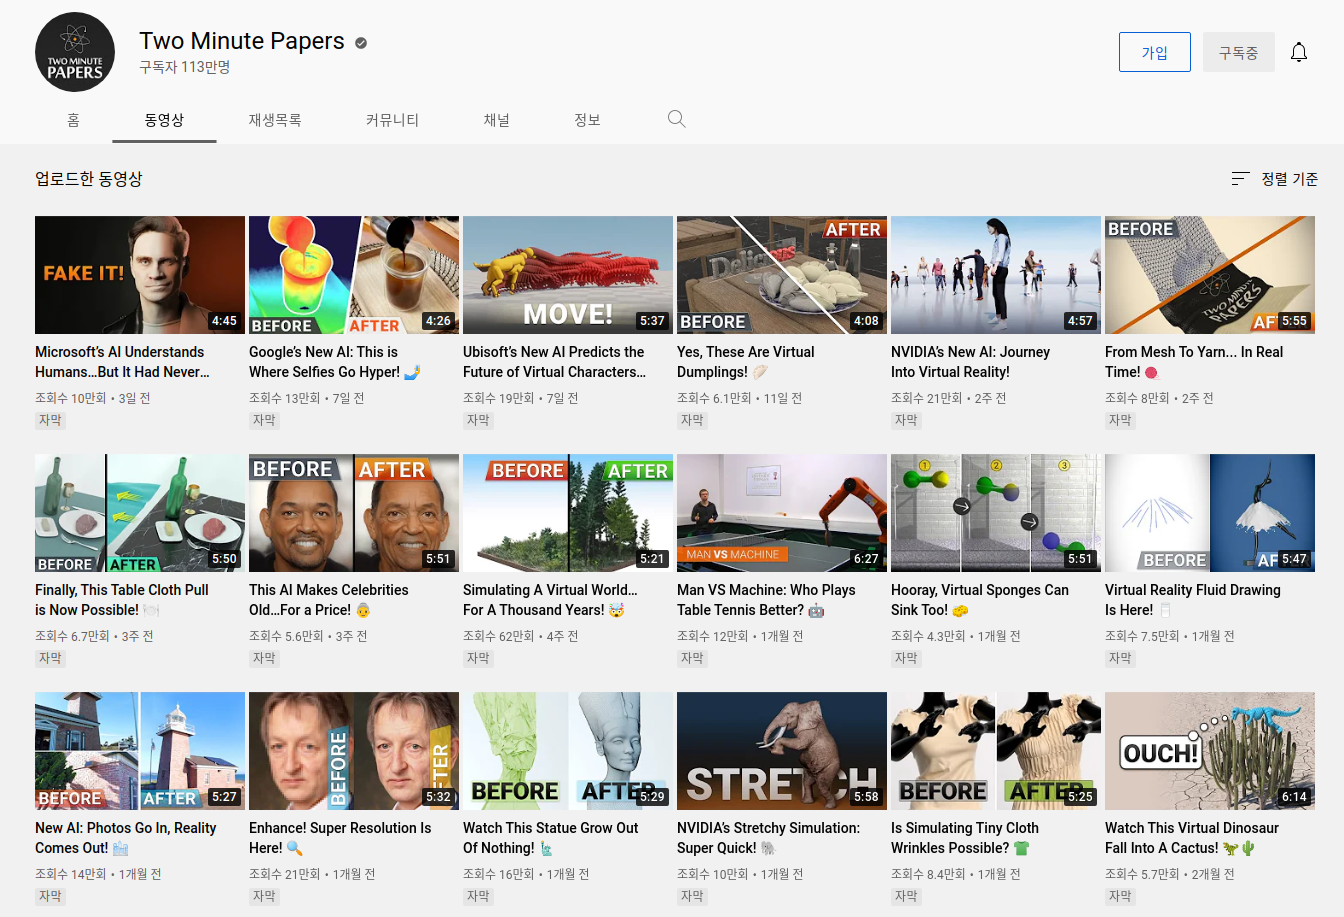 TWO MINUTE
PAPERS
Two Minute Papers
구독자 113만명
가입
구독중
홈
동영상
재생목록
커뮤니티
채널
정보
업로드한 동영상
정렬 기준
FAKE IT!
4:45
BEFORE
AFTER
4:26
MOVE!
5:37
Delicious
AFTER
BEFORE
4:08
4:57
BEFORE
TWO MINUTE
PAPERS
AF
5:55
Microsoft’s AI Understands
Humans…But It Had Never…
조회수 10만회 • 3일 전
자막
Google’s New AI: This is
Where Selfies Go Hyper! 🤳
조회수 13만회 • 7일 전
자막
Ubisoft’s New AI Predicts the
Future of Virtual Characters…
조회수 19만회 • 7일 전
자막
Yes, These Are Virtual
Dumplings! 🥟
조회수 6.1만회 • 11일 전
자막
NVIDIA’s New AI: Journey
Into Virtual Reality!
조회수 21만회 • 2주 전
자막
From Mesh To Yarn... In Real
Time! 🧶
조회수 8만회 • 2주 전
자막
BEFORE
AFTER
5:50
BEFORE
AFTER
5:51
BEFORE
AFTER
5:21
MAN VS MACHINE
6:27
1
2
3
5:51
BEFORE
AF
5:47
Finally, This Table Cloth Pull
is Now Possible! 🍽️
조회수 6.7만회 • 3주 전
자막
This AI Makes Celebrities
Old…For a Price! 👵
조회수 5.6만회 • 3주 전
자막
Simulating A Virtual World…
For A Thousand Years! 🤯
조회수 62만회 • 4주 전
자막
Man VS Machine: Who Plays
Table Tennis Better? 🤖
조회수 12만회 • 1개월 전
자막
Hooray, Virtual Sponges Can
Sink Too! 🧽
조회수 4.3만회 • 1개월 전
자막
Virtual Reality Fluid Drawing
Is Here! 🥛
조회수 7.5만회 • 1개월 전
자막
BEFORE
AFTER
5:27
BEFORE
TER
5:32
BEFORE
AFTER
5:29
STRETCH
5:58
BEFORE
AFTER
5:25
OUCH!
6:14
New AI: Photos Go In, Reality
Comes Out! 🌁
조회수 14만회 • 1개월 전
자막
Enhance! Super Resolution Is
Here! 🔍
조회수 21만회 • 1개월 전
자막
Watch This Statue Grow Out
Of Nothing! 🗽
조회수 16만회 • 1개월 전
자막
NVIDIA’s Stretchy Simulation:
Super Quick! 🐘
조회수 10만회 • 1개월 전
자막
Is Simulating Tiny Cloth
Wrinkles Possible? 👕
조회수 8.4만회 • 1개월 전
자막
Watch This Virtual Dinosaur
Fall Into A Cactus! 🦖🌵
조회수 5.7만회 • 2개월 전
자막